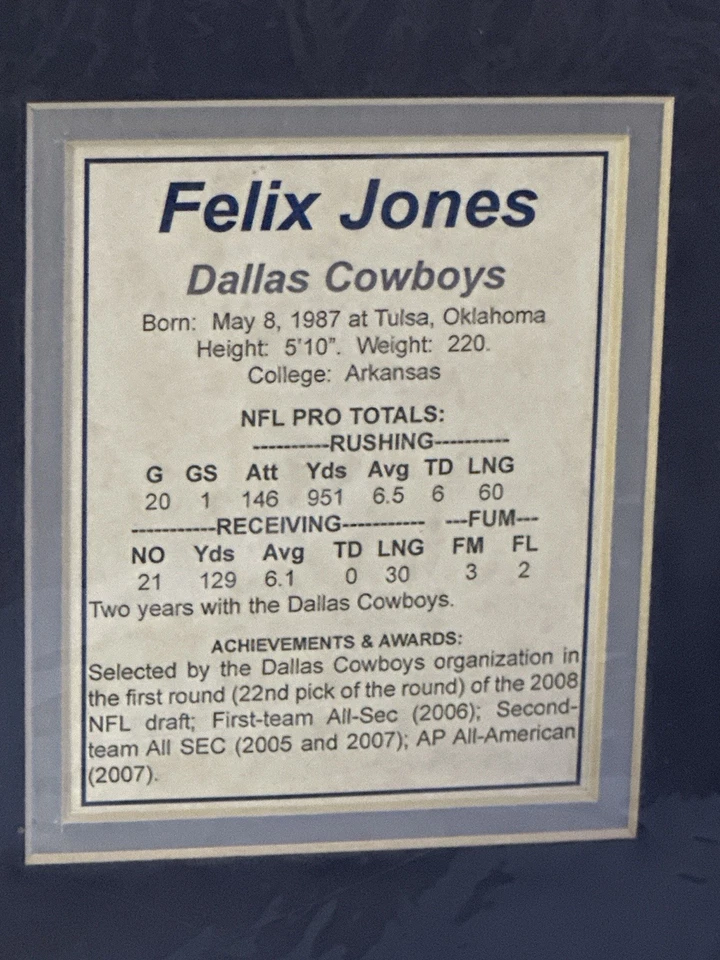 Felix Jones
Dallas Cowboys
Born: May 8, 1987 at Tulsa, Oklahoma
Height: 5'10". Weight: 220.
College: Arkansas
NFL PRO TOTALS:
----------RUSHING----------
G GS Att Yds Avg TD LNG
20 1 146 951 6.5 6 60
-----------RECEIVING----------- ---FUM---
NO Yds Avg TD LNG FM FL
21 129 6.1 0 30 3 2
Two years with the Dallas Cowboys.
ACHIEVEMENTS & AWARDS:
Selected by the Dallas Cowboys organization in
the first round (22nd pick of the round) of the 2008
NFL draft; First-team All-Sec (2006); Second-
team All SEC (2005 and 2007); AP All-American
(2007).